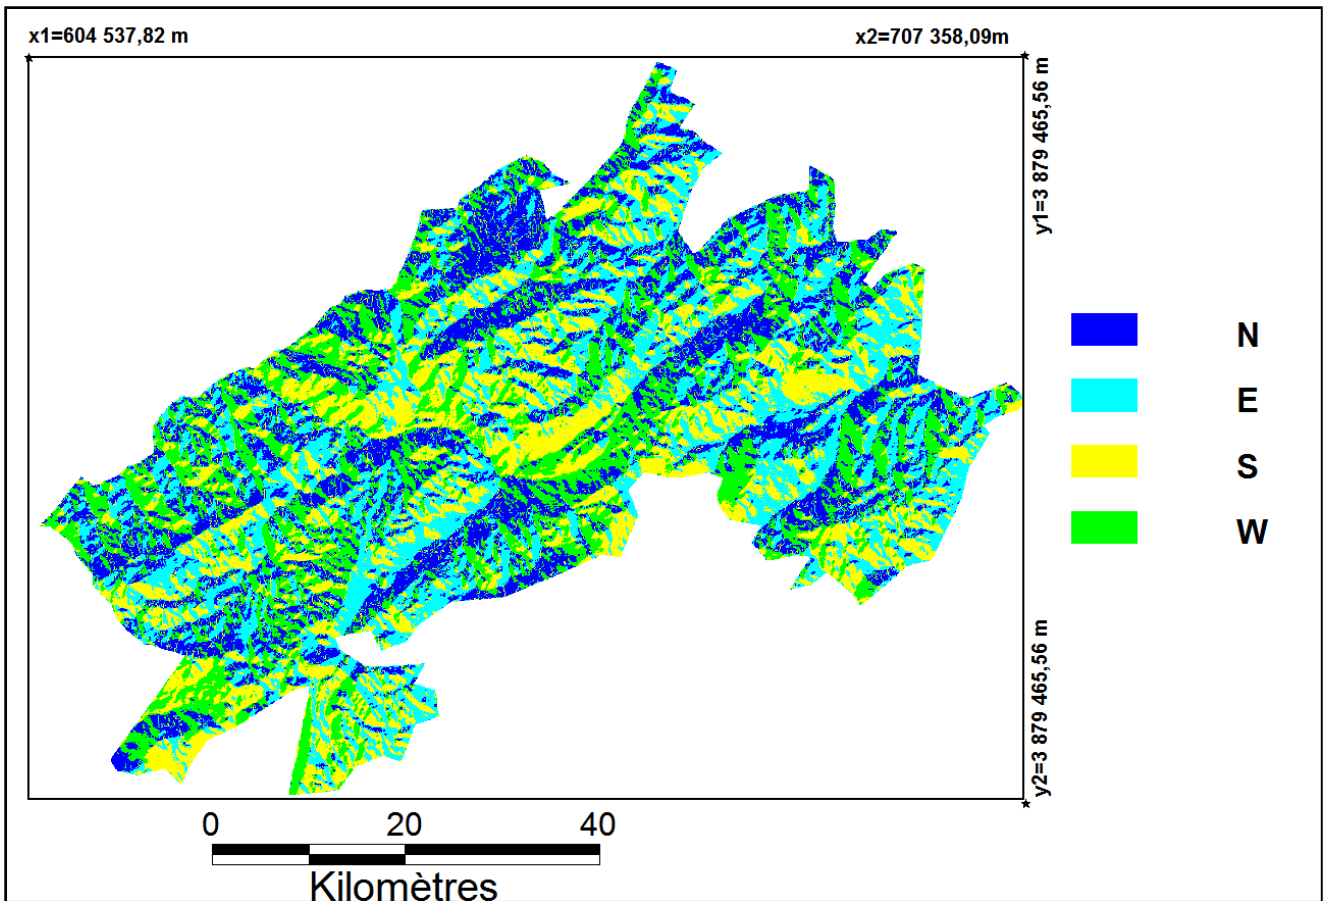 x1=604 537,82 m
x2=707 358,09m
y1=3 879 465,56 m
N
E
S
W
y2=3 879 465,56 m
0 20 40
Kilomètres